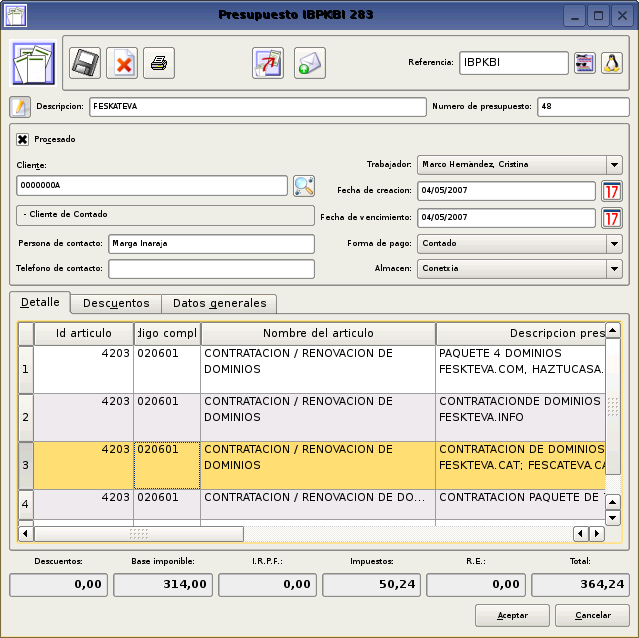 Presupuesto IBPKBI 283
Referencia: IBPKBI
Descripcion: FESKATEVA Numero de presupuesto: 48
Procesado
Cliente: Trabajador: Marco Hernàndez, Cristina
0000000A Fecha de creacion: 04/05/2007 17
- Cliente de Contado Fecha de vencimiento: 04/05/2007 17
Persona de contacto: Marga Inaraja Forma de pago: Contado
Telefono de contacto: Almacen: Conetxia
Detalle Descuentos Datos generales
Id articulo digo compl Nombre del articulo Descripcion pres
1 4203 020601 CONTRATACION / RENOVACION DE PAQUETE 4 DOMINIOS
DOMINIOS FESKTEVA.COM, HAZTUCASA.
2 4203 020601 CONTRATACION / RENOVACION DE CONTRATACIONDE DOMINIOS
DOMINIOS FESKTEVA.INFO
3 4203 020601 CONTRATACION / RENOVACION DE CONTRATACION DE DOMINIOS
DOMINIOS FESKTEVA.CAT; FESCATEVA.CA
4 4203 020601 CONTRATACION / RENOVACION DE DO... CONTRATACION PAQUETE DE
Descuentos: Base imponible: I.R.P.F.: Impuestos: R.E.: Total:
0,00 314,00 0,00 50,24 0,00 364,24
Aceptar Cancelar